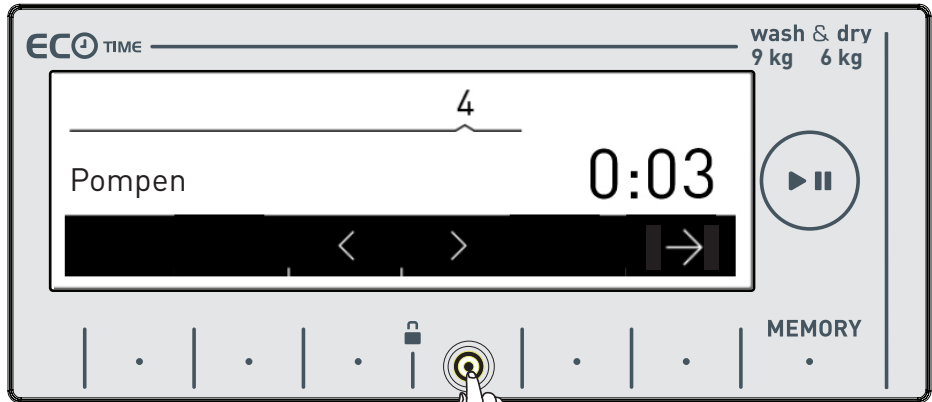 ECO TIME
wash & dry
9 kg 6 kg
4
Pompen
0:03
MEMORY